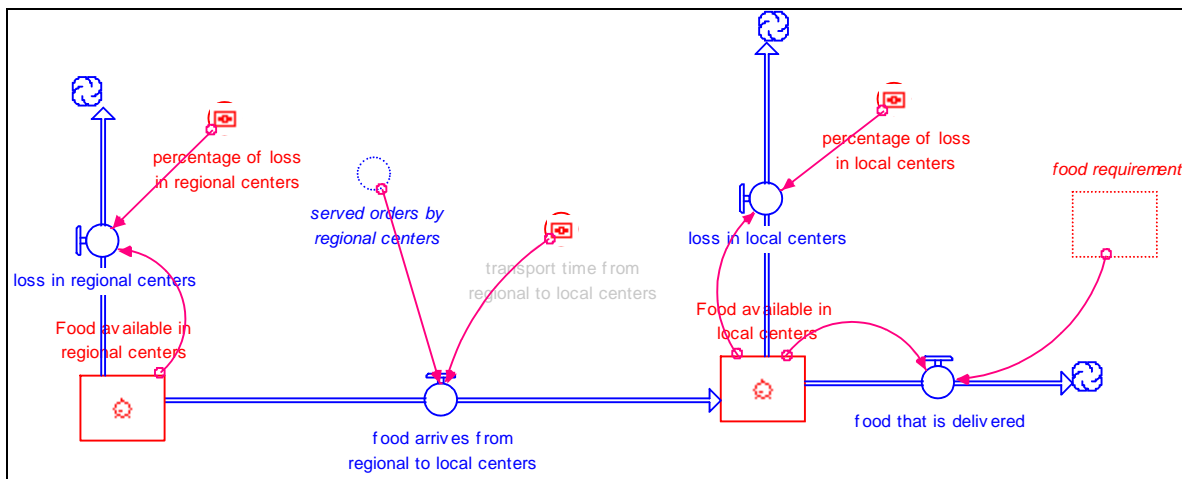 percentage of loss
in regional centers
served orders by
regional centers
loss in regional centers
Food available in
regional centers
transport time from
regional to local centers
food arrives from
regional to local centers
percentage of loss
in local centers
loss in local centers
food requirement
Food available in
local centers
food that is delivered